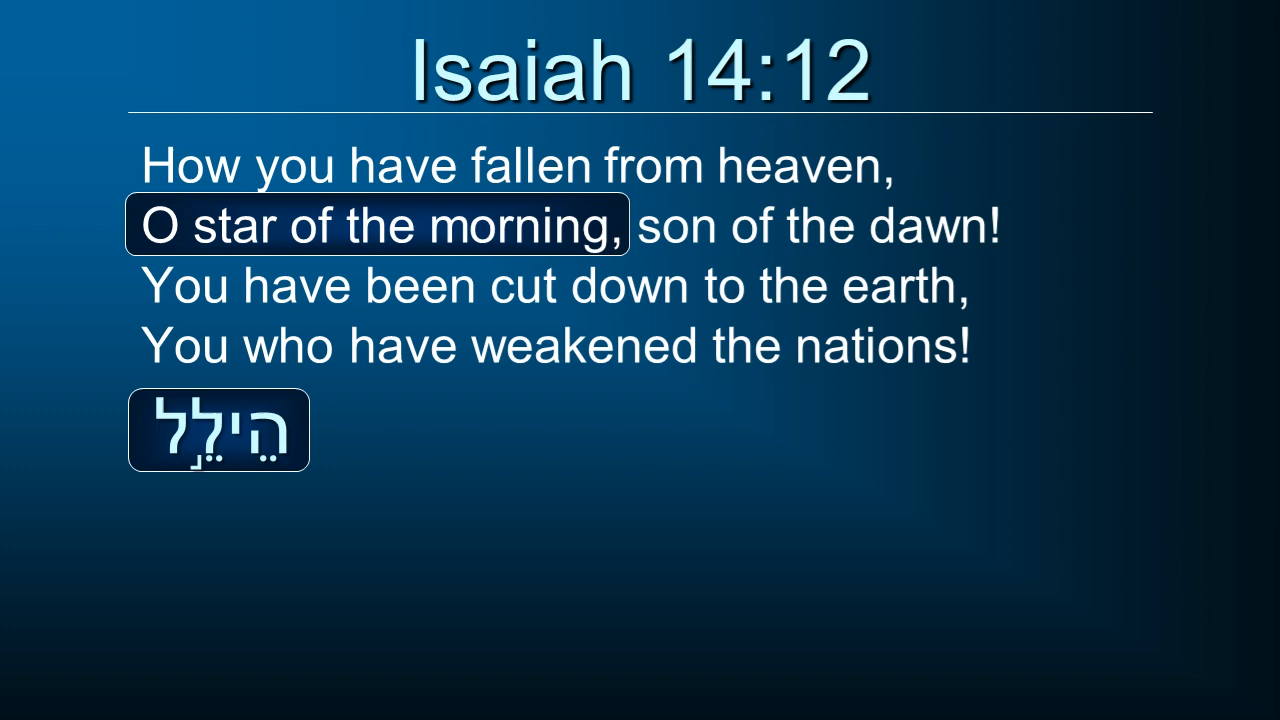 Isaiah 14:12
How you have fallen from heaven,
O star of the morning, son of the dawn!
You have been cut down to the earth,
You who have weakened the nations!
הֵילֵ֣ל